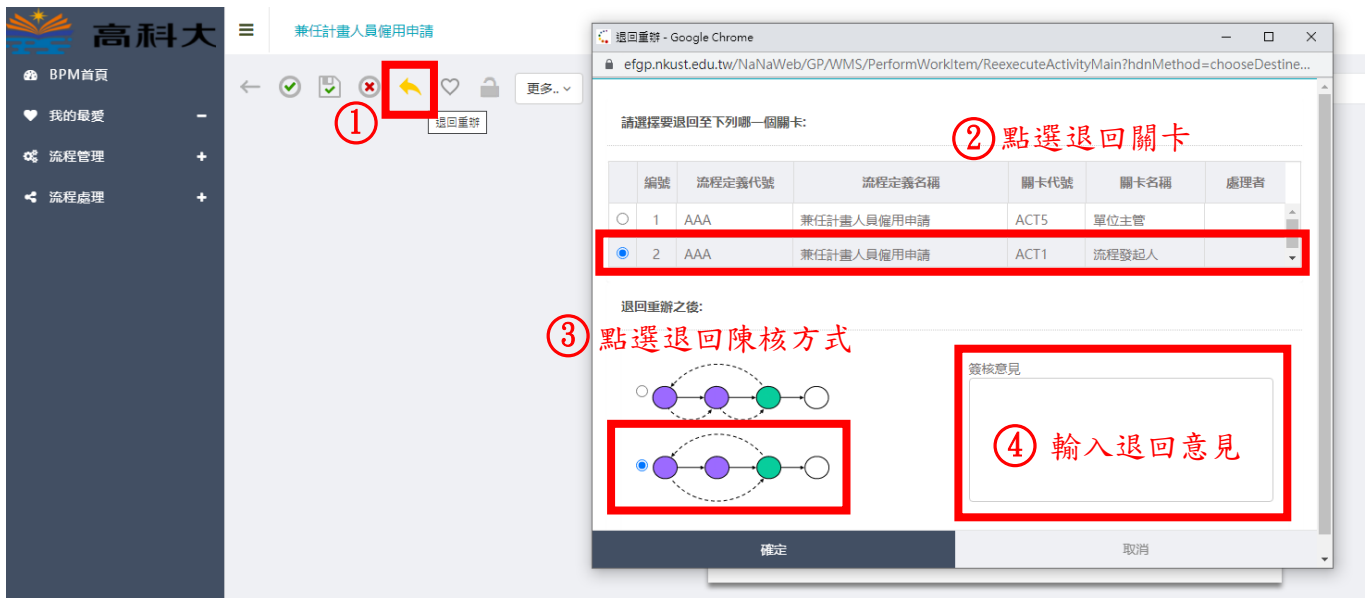 高科大
BPM首頁
我的最愛
流程管理
流程處理
兼任計畫人員僱用申請
更多..
①
退回重辦
退回重辦 - Google Chrome
efgp.nkust.edu.tw/NaNaWeb/GP/WMS/PerformWorkItem/ReexecuteActivityMain?hdnMethod=chooseDestine...
請選擇要退回至下列哪一個關卡:
②點選退回關卡
編號 流程定義代號 流程定義名稱 關卡代號 關卡名稱 處理者
1 AAA 兼任計畫人員僱用申請 ACT5 單位主管
2 AAA 兼任計畫人員僱用申請 ACT1 流程發起人
退回重辦之後:
③點選退回陳核方式
簽核意見
④ 輸入退回意見
確定
取消